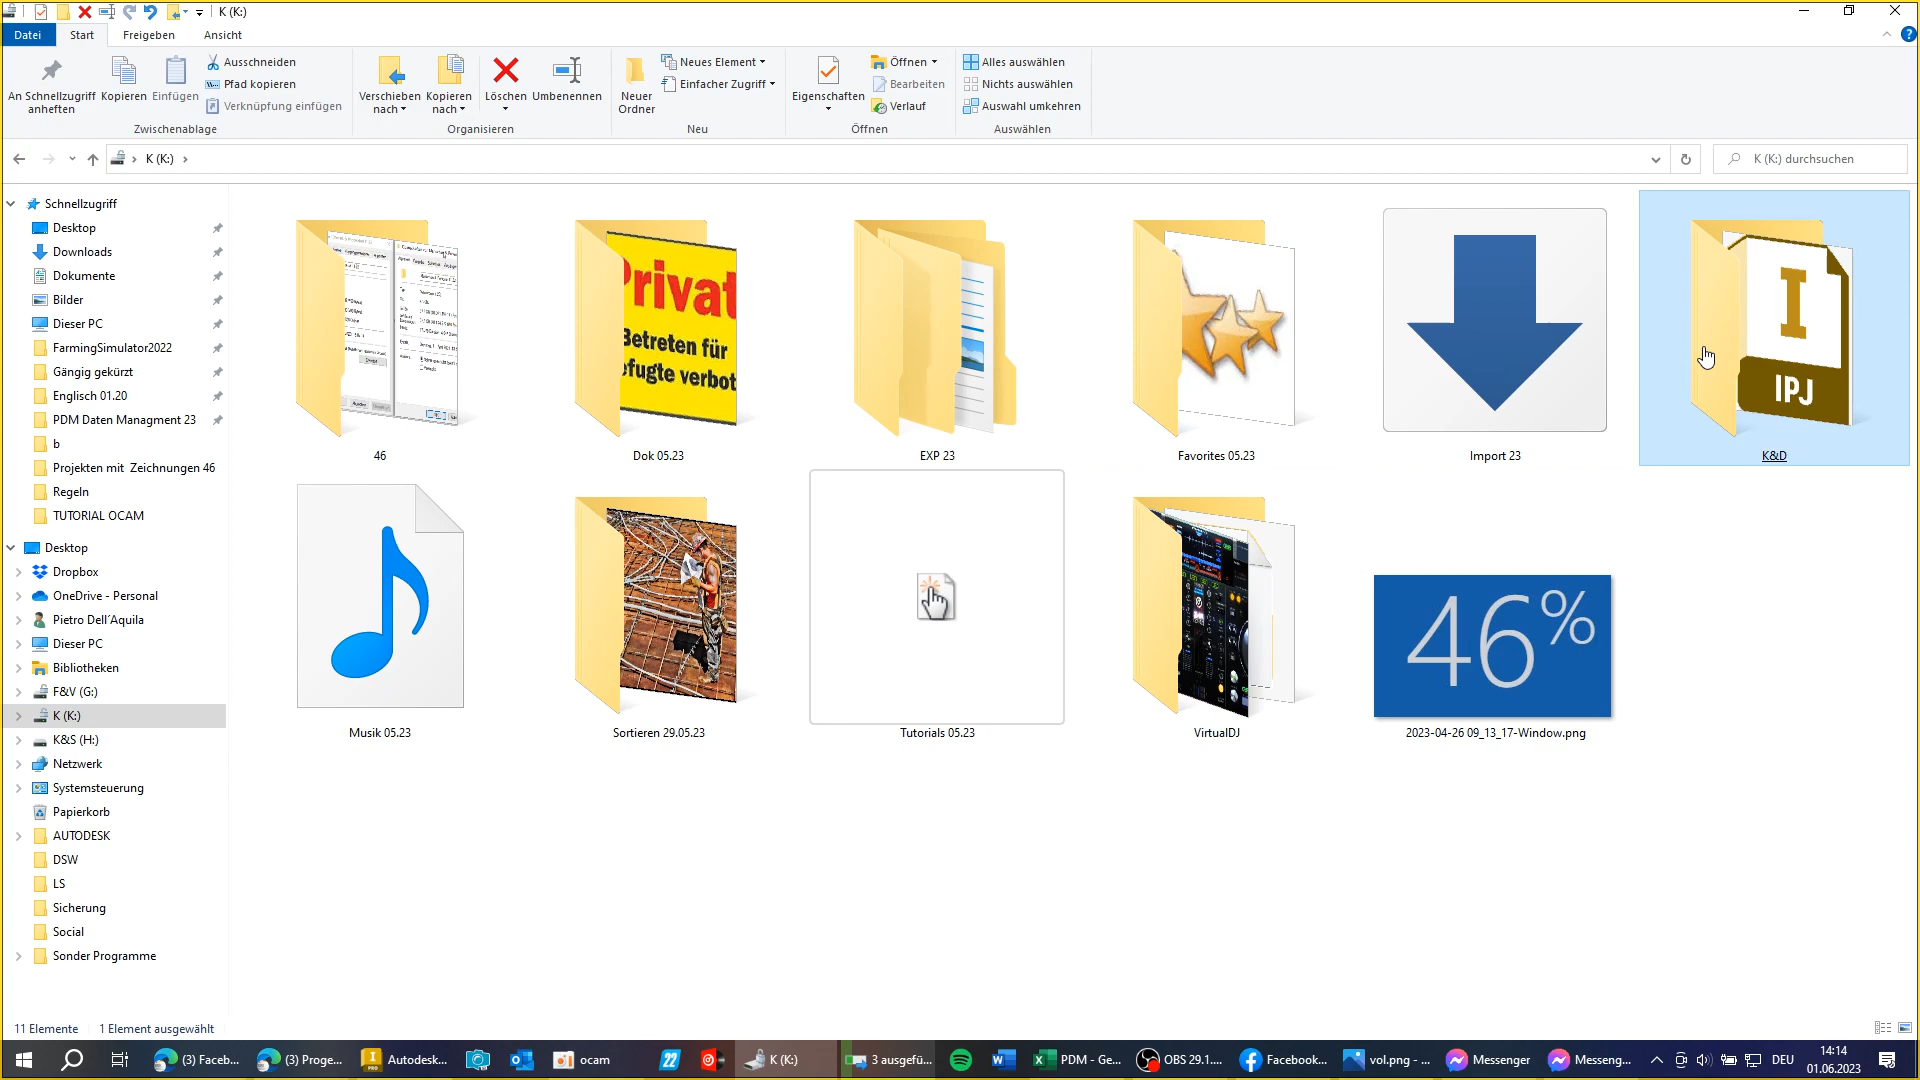 K (K:)
Datei
Start
Freigeben
Ansicht
An Schnellzugriff anheften
Kopieren
Einfügen
Ausschneiden
Pfad kopieren
Verknüpfung einfügen
Zwischenablage
Verschieben nach
Kopieren nach
Löschen
Umbenennen
Organisieren
Neuer Ordner
Neues Element
Einfacher Zugriff
Neu
Eigenschaften
Öffnen
Bearbeiten
Verlauf
Öffnen
Alles auswählen
Nichts auswählen
Auswahl umkehren
Auswählen
K (K:)
K (K:) durchsuchen
Schnellzugriff
Desktop
Downloads
Dokumente
Bilder
Dieser PC
FarmingSimulator2022
Gängig gekürzt
Englisch 01.20
PDM Daten Managment 23
b
Projekten mit Zeichnungen 46
Regeln
TUTORIAL OCAM
Desktop
Dropbox
OneDrive - Personal
Pietro Dell´Aquila
Dieser PC
Bibliotheken
F&V (G:)
K (K:)
K&S (H:)
Netzwerk
Systemsteuerung
Papierkorb
AUTODESK
DSW
LS
Sicherung
Social
Sonder Programme
46
Privat
Betreten für
efugte verbot
Dok 05.23
EXP 23
Favorites 05.23
Import 23
I
IPJ
K&D
Musik 05.23
Sortieren 29.05.23
Tutorials 05.23
VirtualDJ
46%
2023-04-26 09_13_17-Window.png
11 Elemente
1 Element ausgewählt
(3) Faceb...
(3) Proge...
I PRO
Autodesk...
ocam
22
K (K:)
3 ausgefü...
PDM - Ge...
OBS 29.1....
Facebook...
vol.png - ...
Messenger
Messeng...
DEU
14:14
01.06.2023